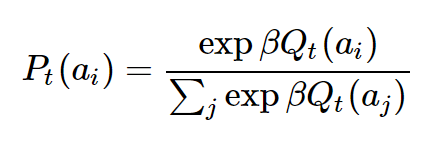 P_t(a_i) = \frac{\exp \beta Q_t(a_i)}{\sum_j \exp \beta Q_t(a_j)}